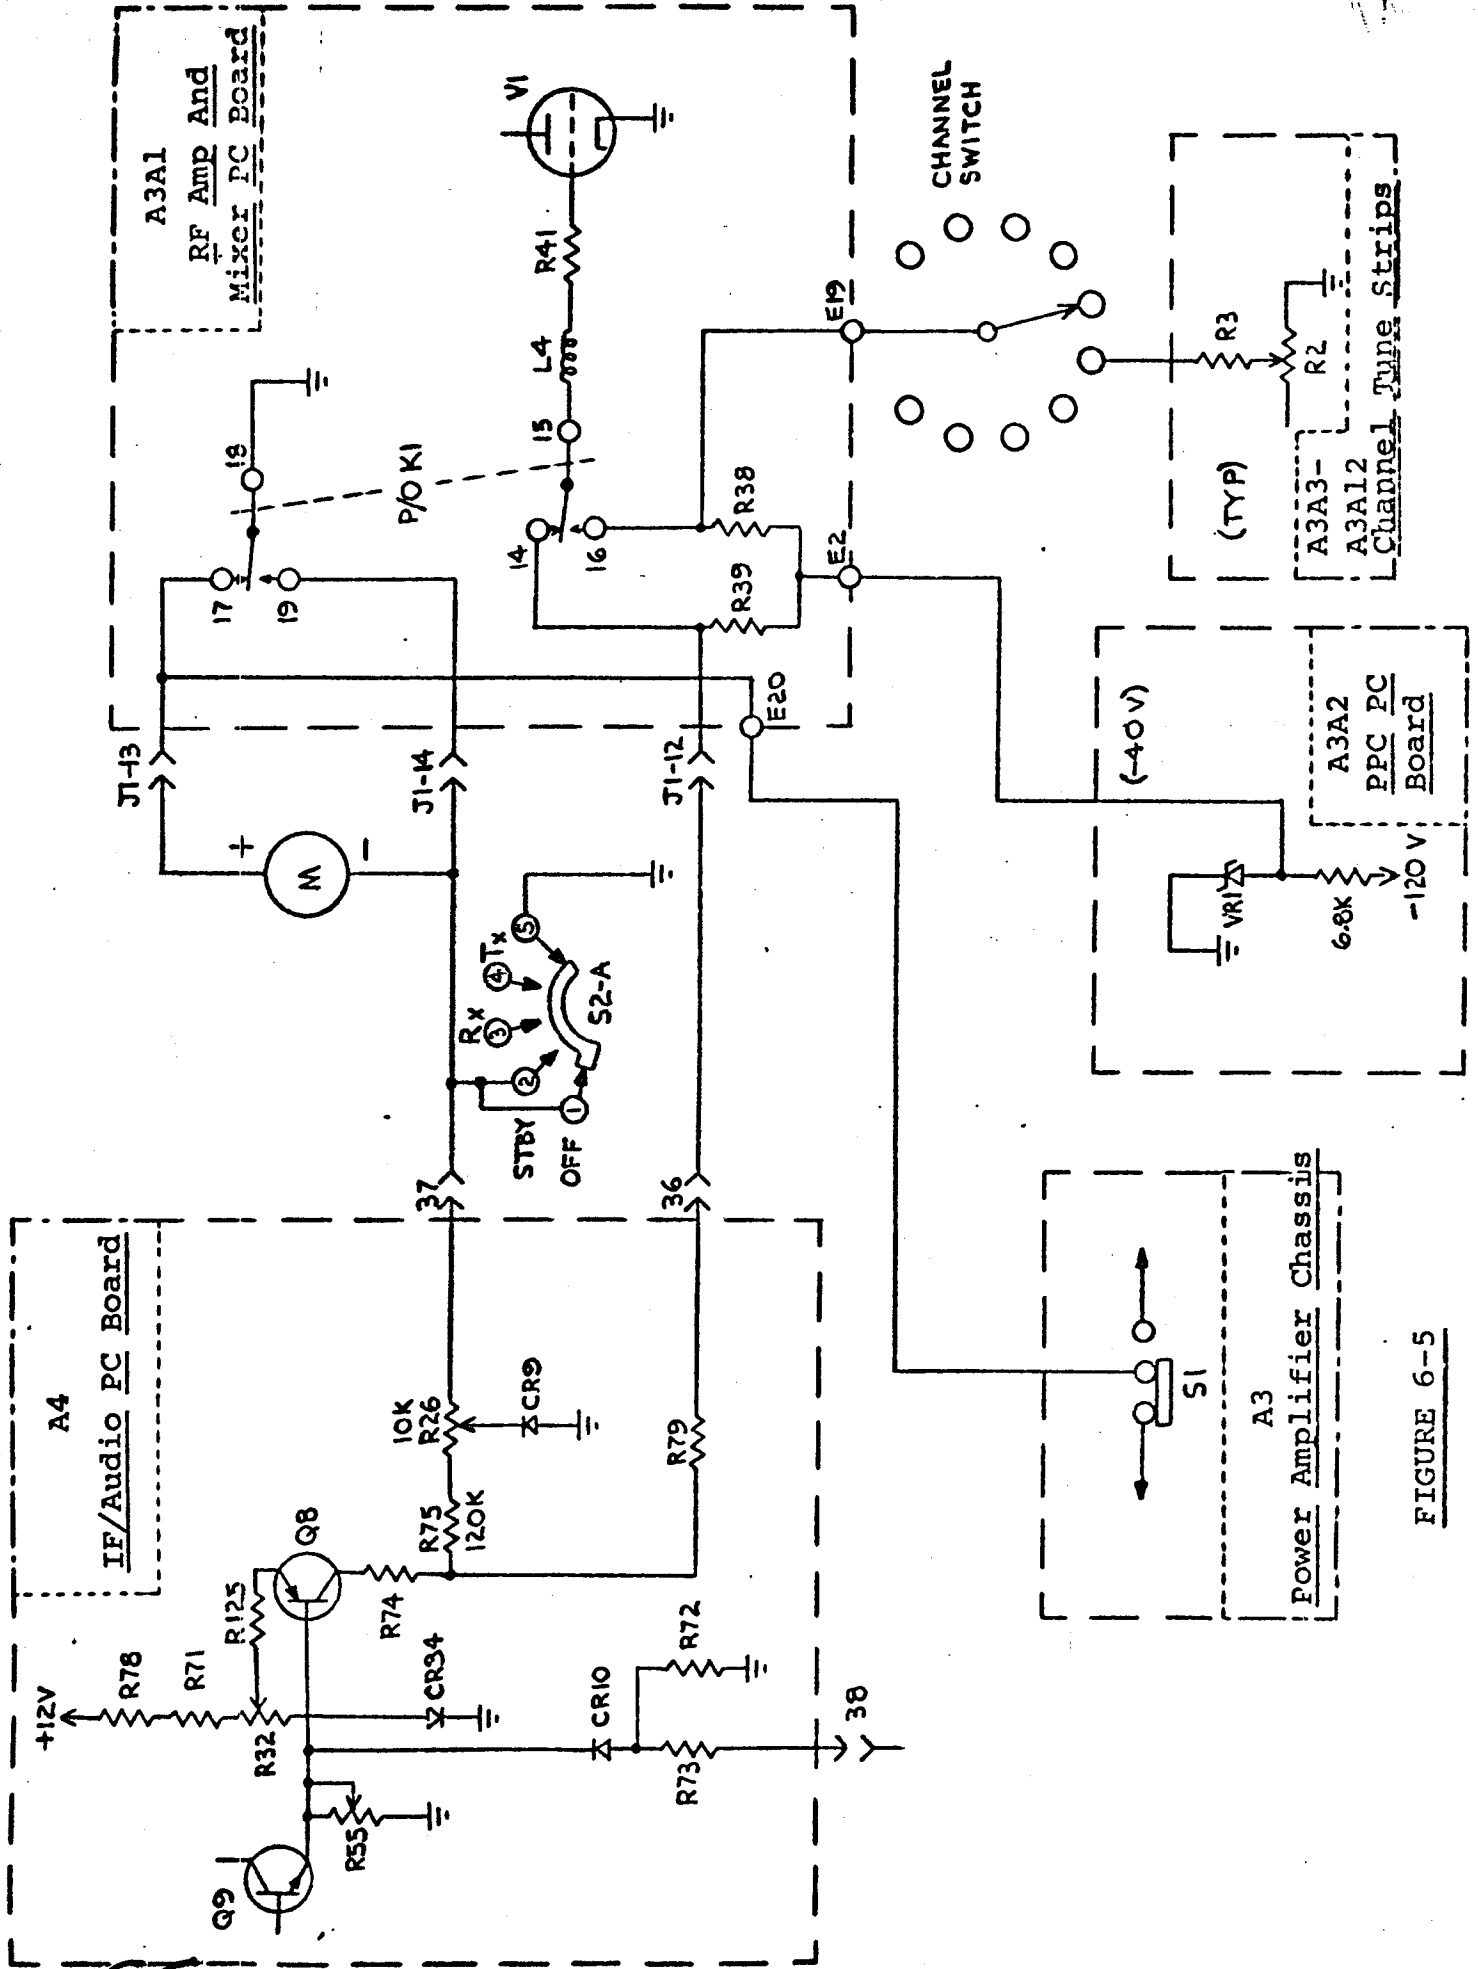 A4
IF/Audio PC Board
+12V
R78
R71
R32
R125
Q8
Q9
R55
R74
CR34
CR10
R72
R73
38
R75
120K
10K
R26
CR9
R79
37
36
STBY
OFF
Rx
Tx
1
2
3
4
5
S2-A
M
+
-
J1-13
J1-14
J1-12
A3A1
RF Amp And
Mixer PC Board
17
18
19
P/O K1
14
15
16
L4
R41
V1
R38
R39
E20
E2
E19
CHANNEL
SWITCH
(TYP)
R3
R2
A3A3-
A3A12
Channel Tune Strips
(-40V)
VR1
6.8K
-120V
A3A2
PPC PC
Board
S1
A3
Power Amplifier Chassis
FIGURE 6-5